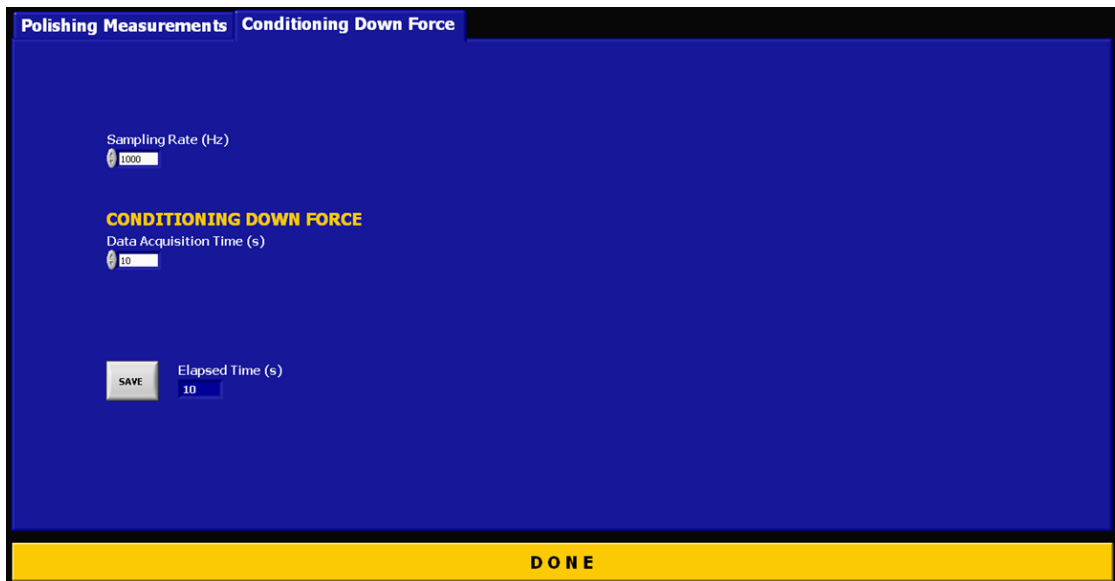 Polishing Measurements Conditioning Down Force
Sampling Rate (Hz)
1000
CONDITIONING DOWN FORCE
Data Acquisition Time (s)
10
Elapsed Time (s)
SAVE
10
DONE